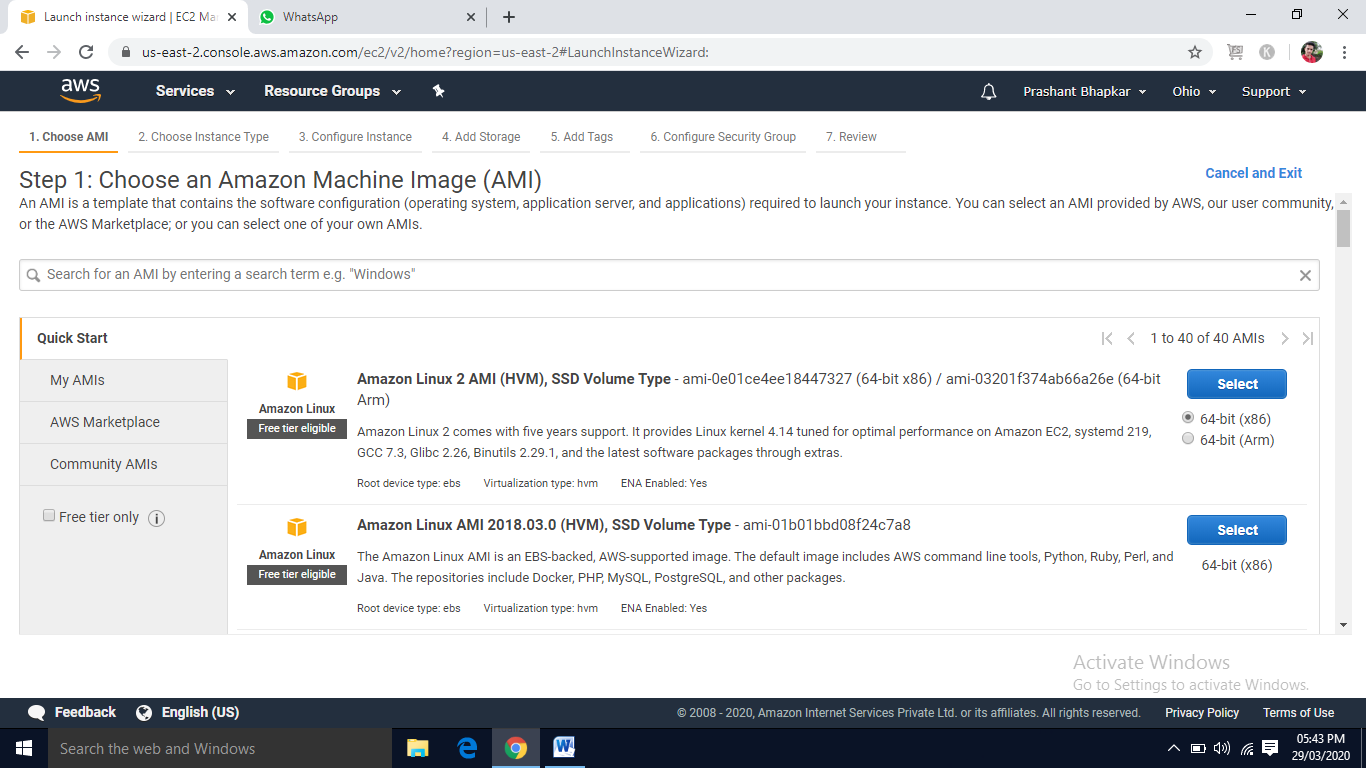 Launch instance wizard | EC2 Ma
WhatsApp
us-east-2.console.aws.amazon.com/ec2/v2/home?region=us-east-2#LaunchInstanceWizard:
K
aws
Services
Resource Groups
Prashant Bhapkar
Ohio
Support
1. Choose AMI
2. Choose Instance Type
3. Configure Instance
4. Add Storage
5. Add Tags
6. Configure Security Group
7. Review
Step 1: Choose an Amazon Machine Image (AMI)
Cancel and Exit
An AMI is a template that contains the software configuration (operating system, application server, and applications) required to launch your instance. You can select an AMI provided by AWS, our user community,
or the AWS Marketplace; or you can select one of your own AMIs.
Search for an AMI by entering a search term e.g. "Windows"
Quick Start
1 to 40 of 40 AMIs
My AMIs
AWS Marketplace
Community AMIs
Free tier only
Amazon Linux
Free tier eligible
Amazon Linux 2 AMI (HVM), SSD Volume Type - ami-0e01ce4ee18447327 (64-bit x86) / ami-03201f374ab66a26e (64-bit
Arm)
Amazon Linux 2 comes with five years support. It provides Linux kernel 4.14 tuned for optimal performance on Amazon EC2, systemd 219,
GCC 7.3, Glibc 2.26, Binutils 2.29.1, and the latest software packages through extras.
Root device type: ebs
Virtualization type: hvm
ENA Enabled: Yes
Select
64-bit (x86)
64-bit (Arm)
Amazon Linux
Free tier eligible
Amazon Linux AMI 2018.03.0 (HVM), SSD Volume Type - ami-01b01bbd08f24c7a8
The Amazon Linux AMI is an EBS-backed, AWS-supported image. The default image includes AWS command line tools, Python, Ruby, Perl, and
Java. The repositories include Docker, PHP, MySQL, PostgreSQL, and other packages.
Root device type: ebs
Virtualization type: hvm
ENA Enabled: Yes
Select
64-bit (x86)
Activate Windows
Go to Settings to activate Windows.
Feedback
English (US)
© 2008 - 2020, Amazon Internet Services Private Ltd. or its affiliates. All rights reserved.
Privacy Policy
Terms of Use
Search the web and Windows
05:43 PM
29/03/2020